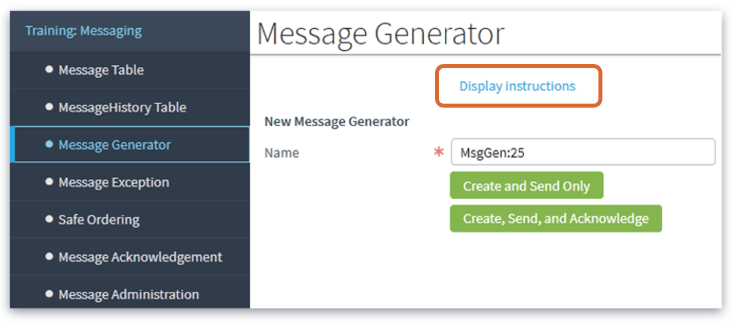 Training: Messaging
Message Table
MessageHistory Table
Message Generator
Message Exception
Safe Ordering
Message Acknowledgement
Message Administration
Message Generator
Display instructions
New Message Generator
Name * MsgGen:25
Create and Send Only
Create, Send, and Acknowledge